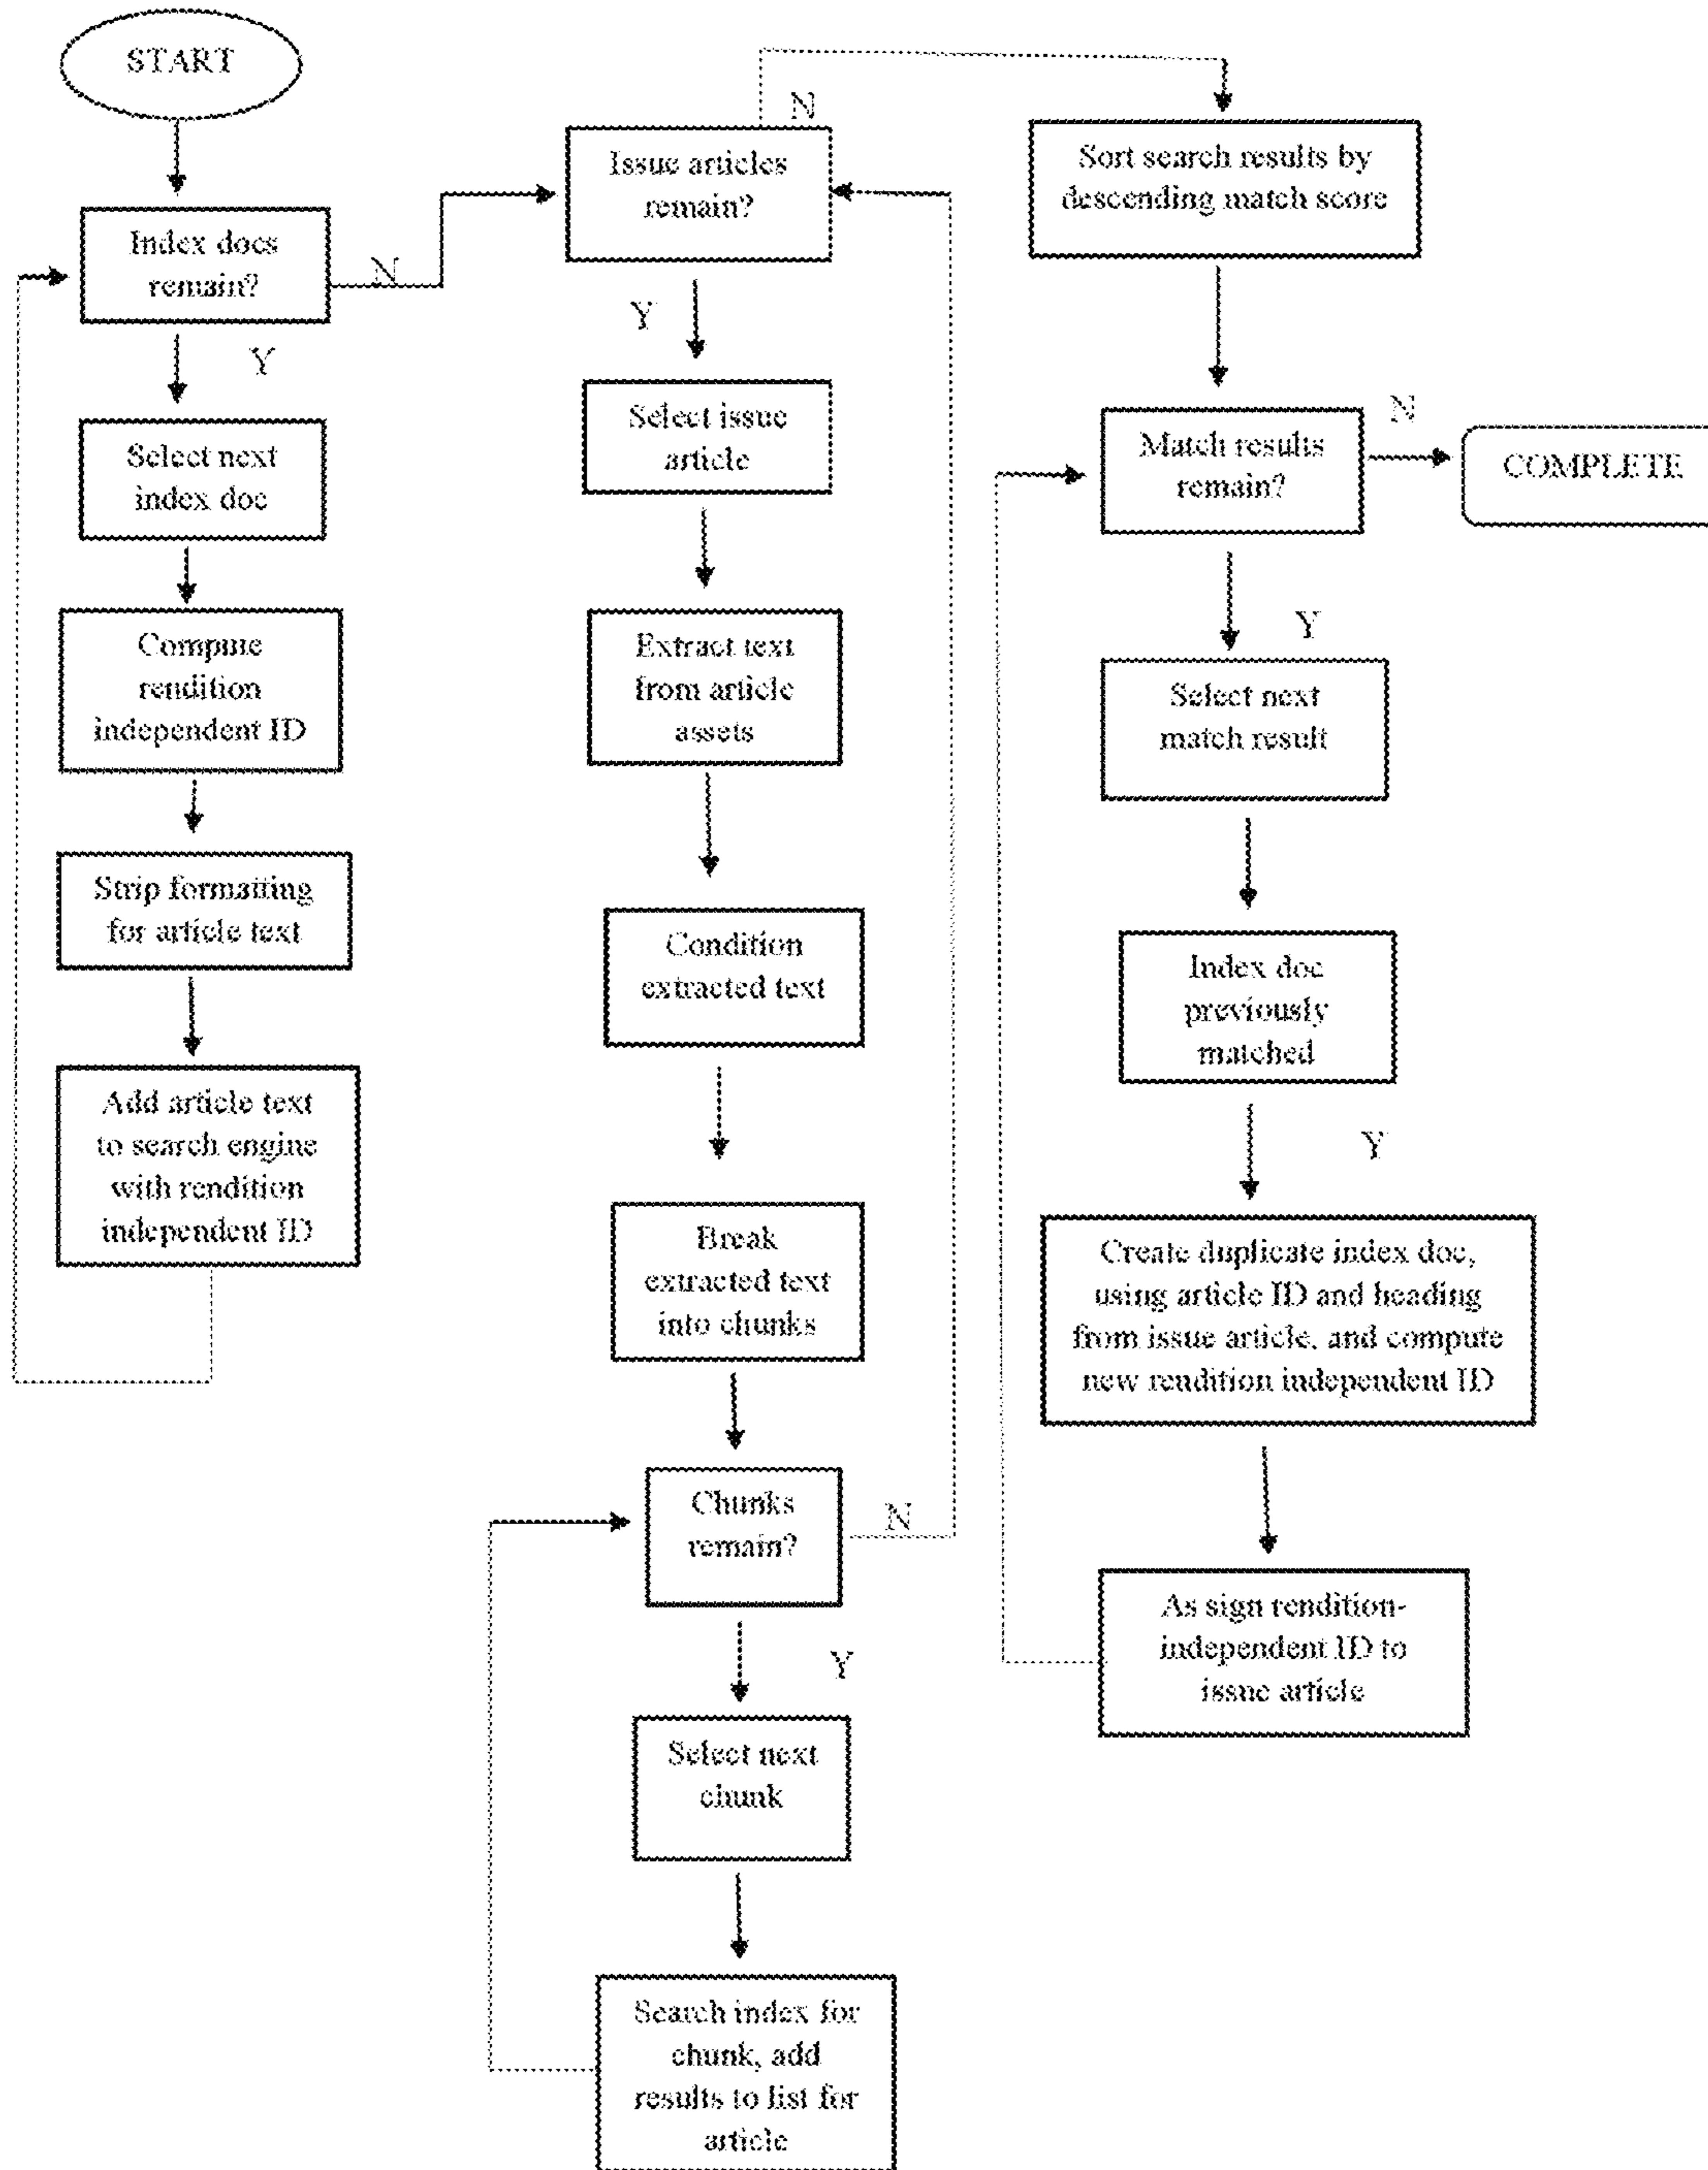 START
Index docs
remain?
N
Y
Select next
index doc
Compute
rendition
independent ID
Strip formatting
for article text
Add article text
to search engine
with rendition
independent ID
N
Issue articles
remain?
Y
Select issue
article
Extract text
from article
assets
Condition
extracted text
Break
extracted text
into chunks
Chunks
remain?
N
Y
Select next
chunk
Search index for
chunk, add
results to list for
article
Sort search results by
descending match score
Match results
remain?
N
COMPLETE
Y
Select next
match result
Index doc
previously
matched
Y
Create duplicate index doc,
using article ID and heading
from issue article, and compute
new rendition independent ID
As sign rendition-
independent ID to
issue article